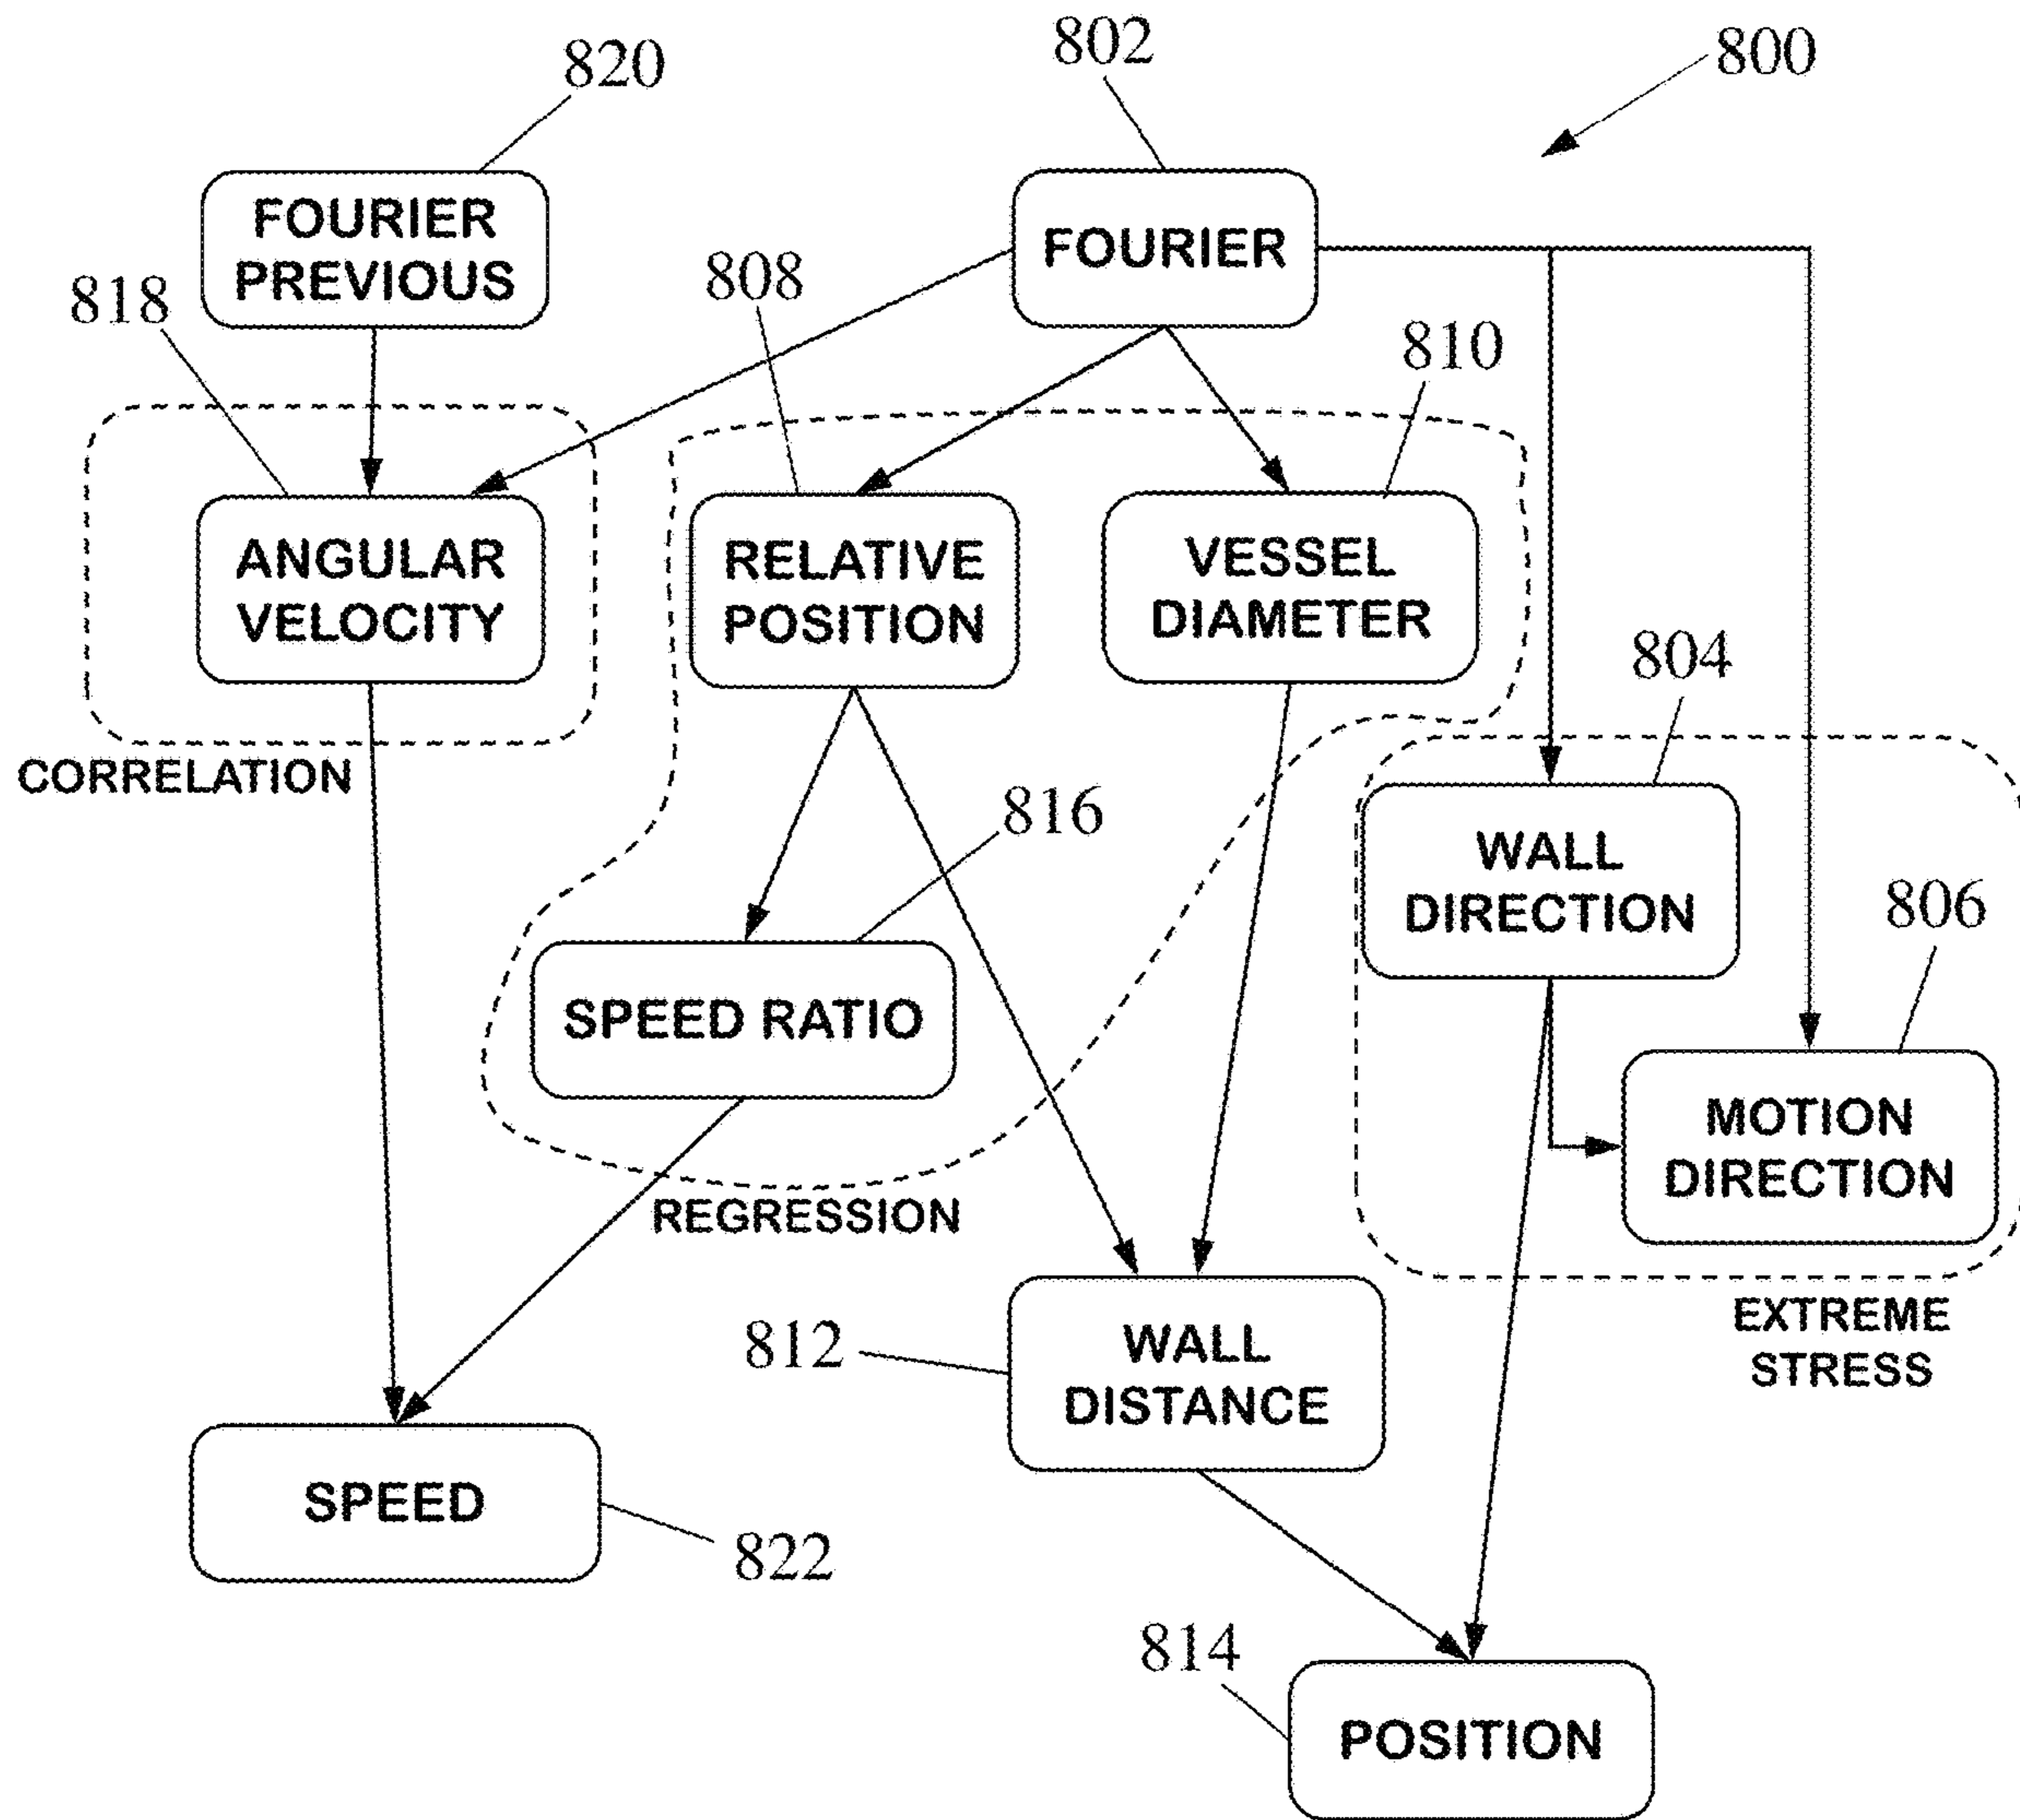 820
802
800
FOURIER
PREVIOUS
FOURIER
818
808
810
ANGULAR
VELOCITY
RELATIVE
POSITION
VESSEL
DIAMETER
804
CORRELATION
816
WALL
DIRECTION
806
SPEED RATIO
MOTION
DIRECTION
REGRESSION
812
WALL
DISTANCE
EXTREME
STRESS
SPEED
822
814
POSITION